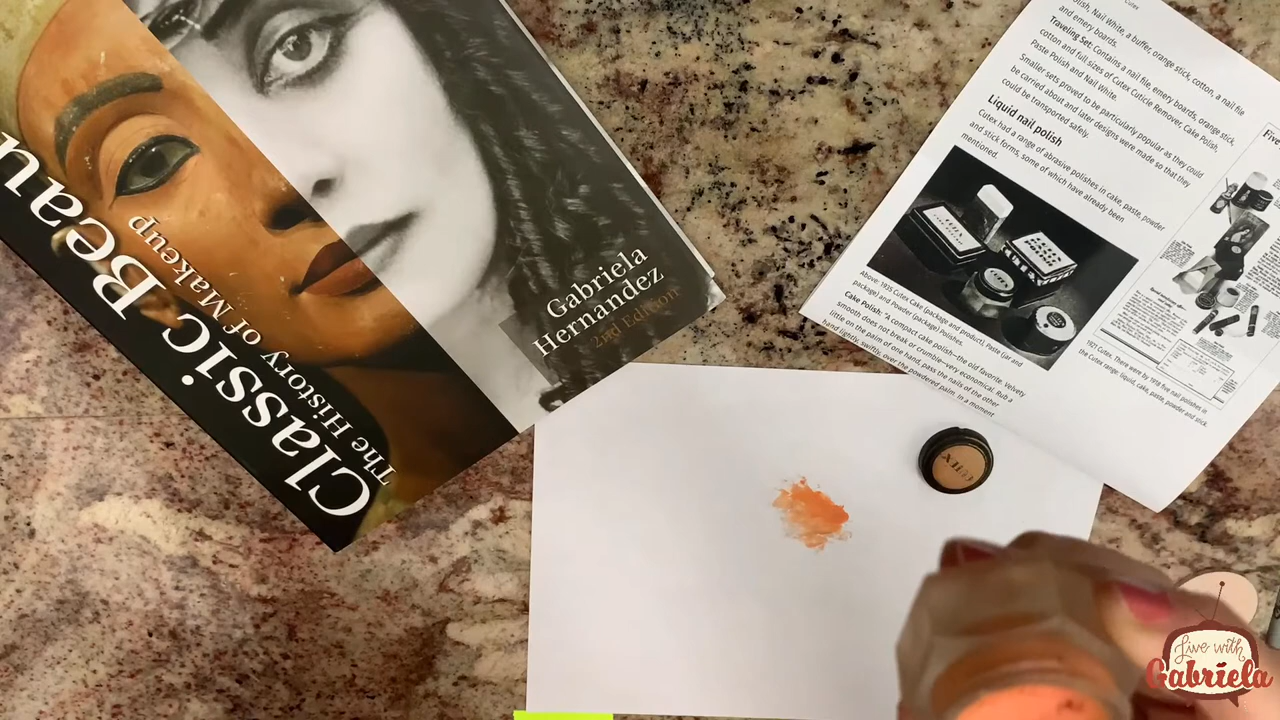 Classic Beau
The History of Makeup
Gabriela
Hernandez
2nd Edition
Cutex
olish, Nail White, a buffer, orange stick, cotton, a nail file
and emery boards.
Traveling Set: Contains a nail file, emery boards, orange stick,
cotton and full sizes of Cutex Cuticle Remover, Cake Polish,
Paste Polish and Nail White.
Smaller sets proved to be particularly popular as they could
be carried about and later designs were made so that they
could be transported safely.
Liquid nail polish
Cutex had a range of abrasive polishes in cake, paste, powder
and stick forms, some of which have already been
mentioned.
Above: 1935 Cutex Cake (package and product), Paste (jar and
package) and Powder (package) Polishes.
Cake Polish: "A compact cake polish—the old favorite. Velvety
smooth does not break or crumble—very economical. Rub a
little on the palm of one hand, pass the nails of the other
hand lightly, swiftly, over the powdered palm. In a moment
Five
1921 Cutex. There were by 1918 five nail polishes in
the Cutex range: liquid, cake, paste, powder and stick.
CUTEX
Live with
Gabriela